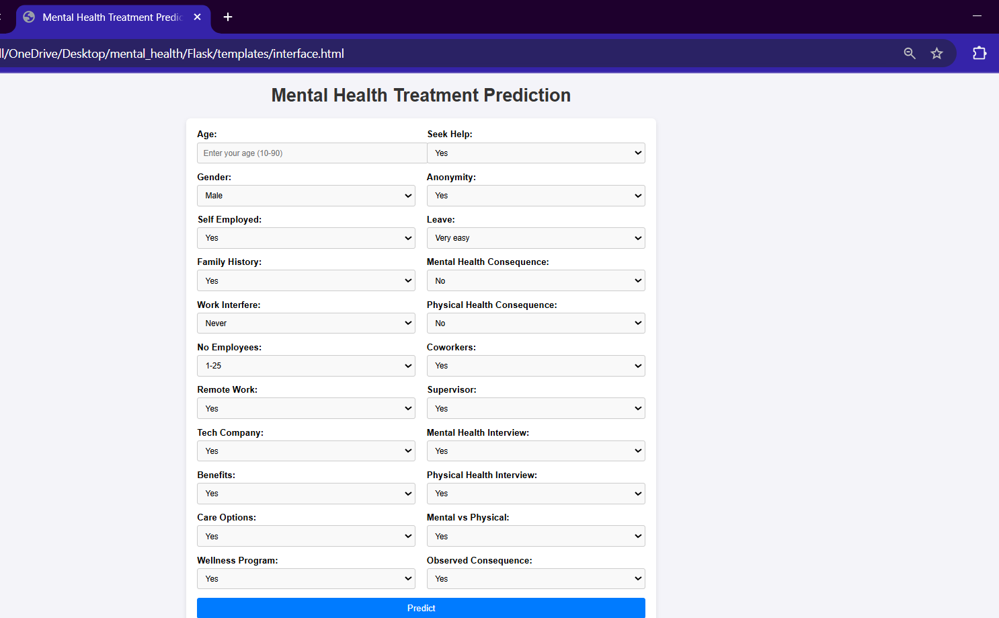 Mental Health Treatment Predic
ll/OneDrive/Desktop/mental_health/Flask/templates/interface.html
Mental Health Treatment Prediction
Age:
Enter your age (10-90)
Seek Help:
Yes
Gender:
Male
Anonymity:
Yes
Self Employed:
Yes
Leave:
Very easy
Family History:
Yes
Mental Health Consequence:
No
Work Interfere:
Never
Physical Health Consequence:
No
No Employees:
1-25
Coworkers:
Yes
Remote Work:
Yes
Supervisor:
Yes
Tech Company:
Yes
Mental Health Interview:
Yes
Benefits:
Yes
Physical Health Interview:
Yes
Care Options:
Yes
Mental vs Physical:
Yes
Wellness Program:
Yes
Observed Consequence:
Yes
Predict